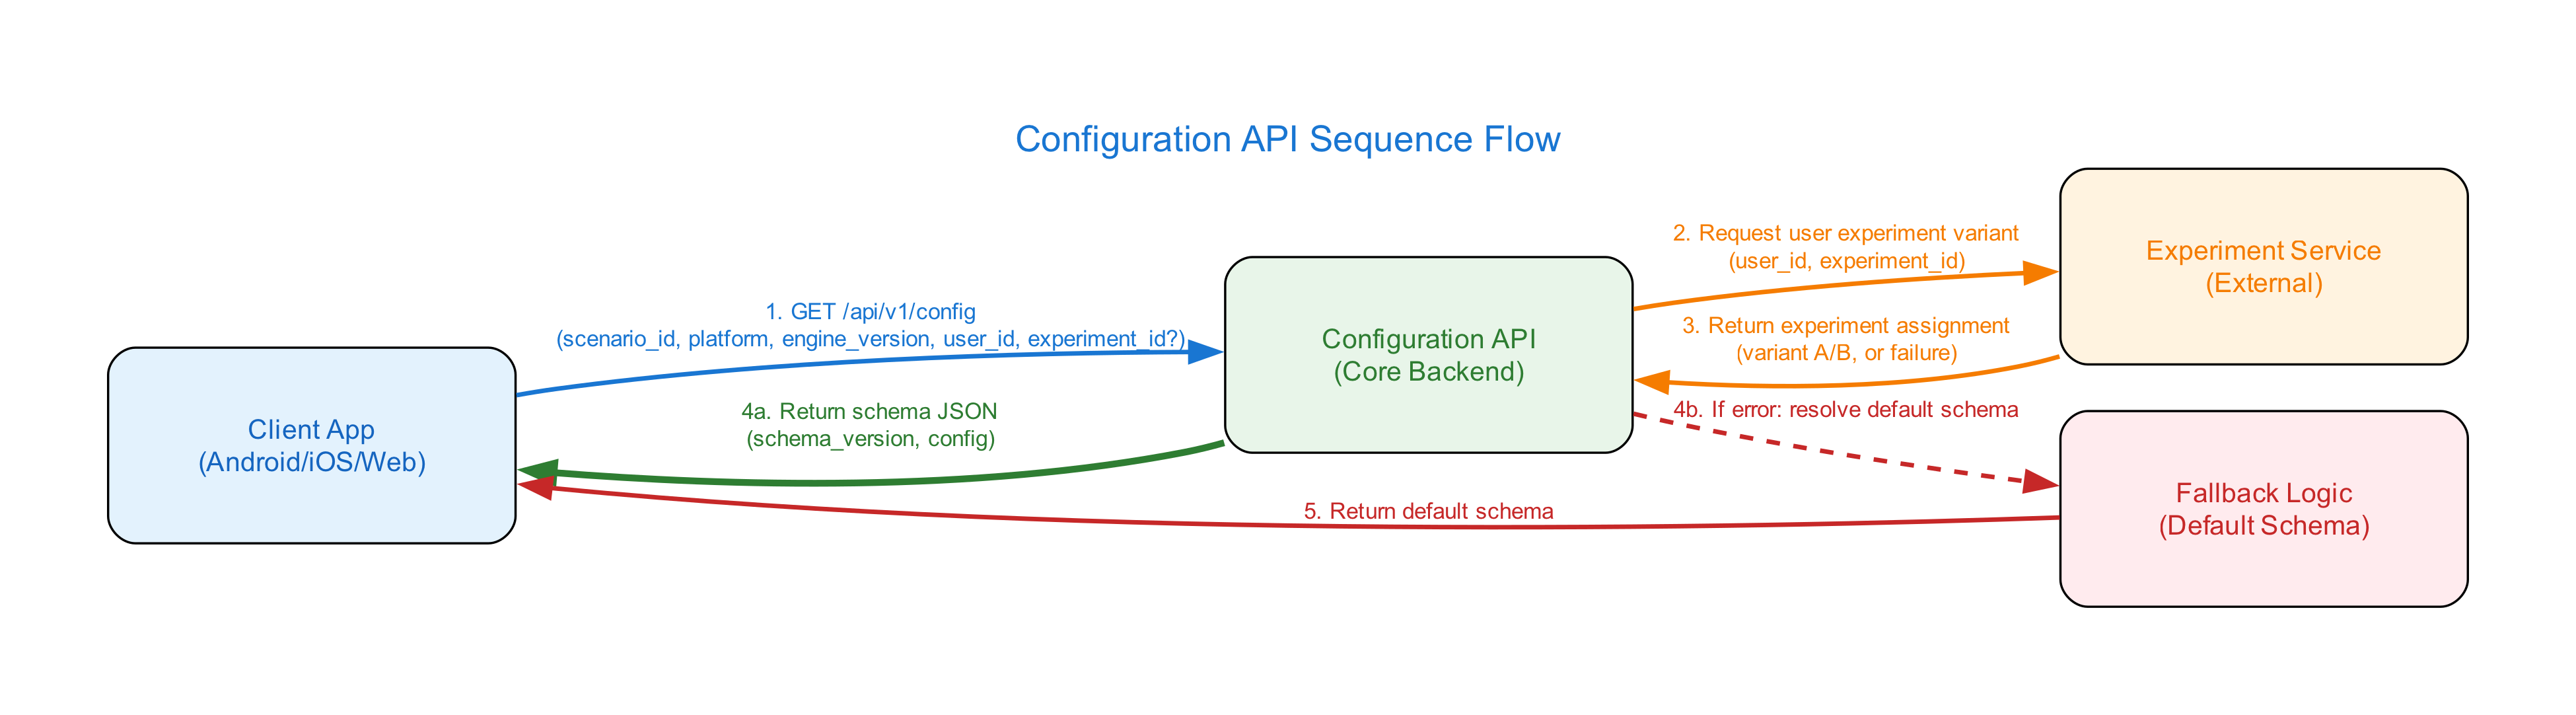 Configuration API Sequence Flow
2. Request user experiment variant
(user_id, experiment_id)
Experiment Service
(External)
1. GET /api/v1/config
(scenario_id, platform, engine_version, user_id, experiment_id?)
Configuration API
(Core Backend)
3. Return experiment assignment
(variant A/B, or failure)
Client App
(Android/iOS/Web)
4a. Return schema JSON
(schema_version, config)
4b. If error: resolve default schema
5. Return default schema
Fallback Logic
(Default Schema)